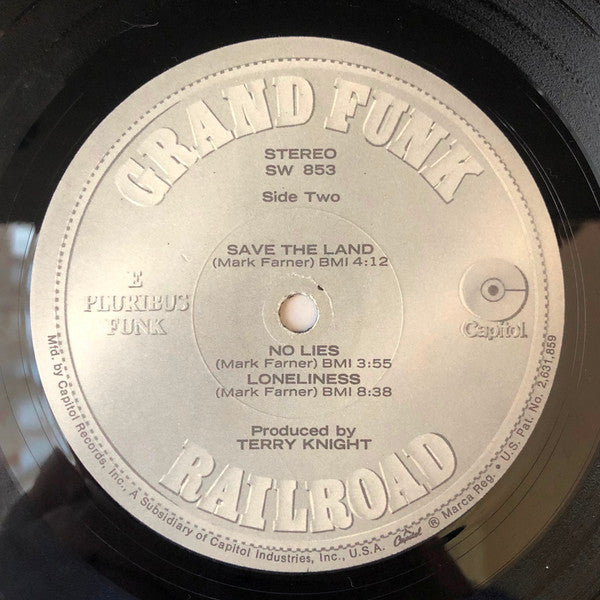 GRAND FUNK
STEREO
SW 853
Side Two
SAVE THE LAND
(Mark Farner) BMI 4:12
E
PLURIBUS
FUNK
Capitol
NO LIES
(Mark Farner) BMI 3:55
LONELINESS
(Mark Farner) BMI 8:38
Produced by
TERRY KNIGHT
RAILROAD
Mfd. by Capitol Records, Inc., A Subsidiary of Capitol Industries, Inc., U.S.A. Capitol ® Marca Reg. • U.S. Pat. No. 2,631,859